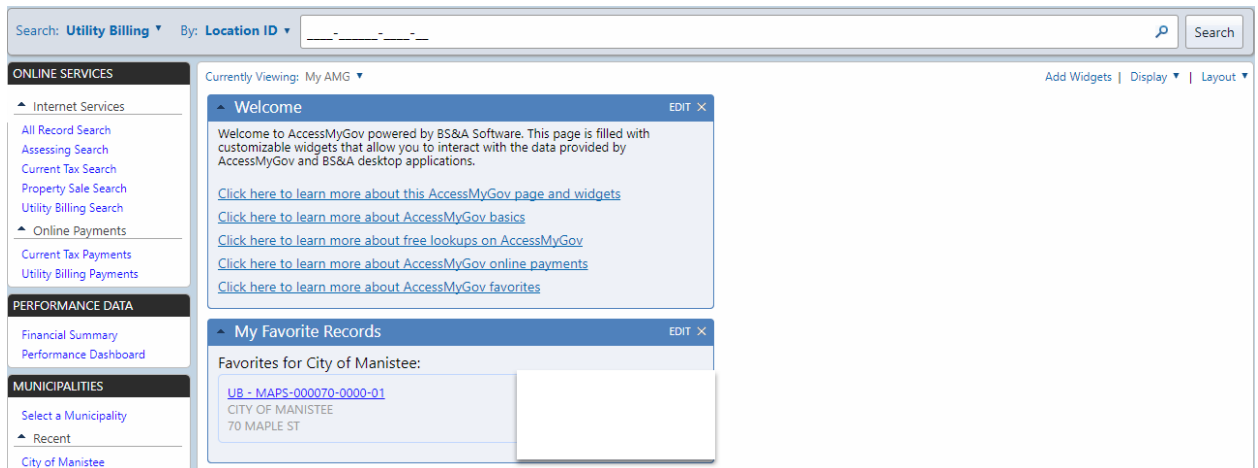 Search: Utility Billing ▼ By: Location ID ▼ ____-______-____-__ Search
ONLINE SERVICES
Internet Services
All Record Search
Assessing Search
Current Tax Search
Property Sale Search
Utility Billing Search
Online Payments
Current Tax Payments
Utility Billing Payments
PERFORMANCE DATA
Financial Summary
Performance Dashboard
MUNICIPALITIES
Select a Municipality
Recent
City of Manistee
Currently Viewing: My AMG ▼ Add Widgets | Display ▼ | Layout ▼
Welcome EDIT ×
Welcome to AccessMyGov powered by BS&A Software. This page is filled with
customizable widgets that allow you to interact with the data provided by
AccessMyGov and BS&A desktop applications.
Click here to learn more about this AccessMyGov page and widgets
Click here to learn more about AccessMyGov basics
Click here to learn more about free lookups on AccessMyGov
Click here to learn more about AccessMyGov online payments
Click here to learn more about AccessMyGov favorites
My Favorite Records EDIT ×
Favorites for City of Manistee:
UB - MAPS-000070-0000-01
CITY OF MANISTEE
70 MAPLE ST